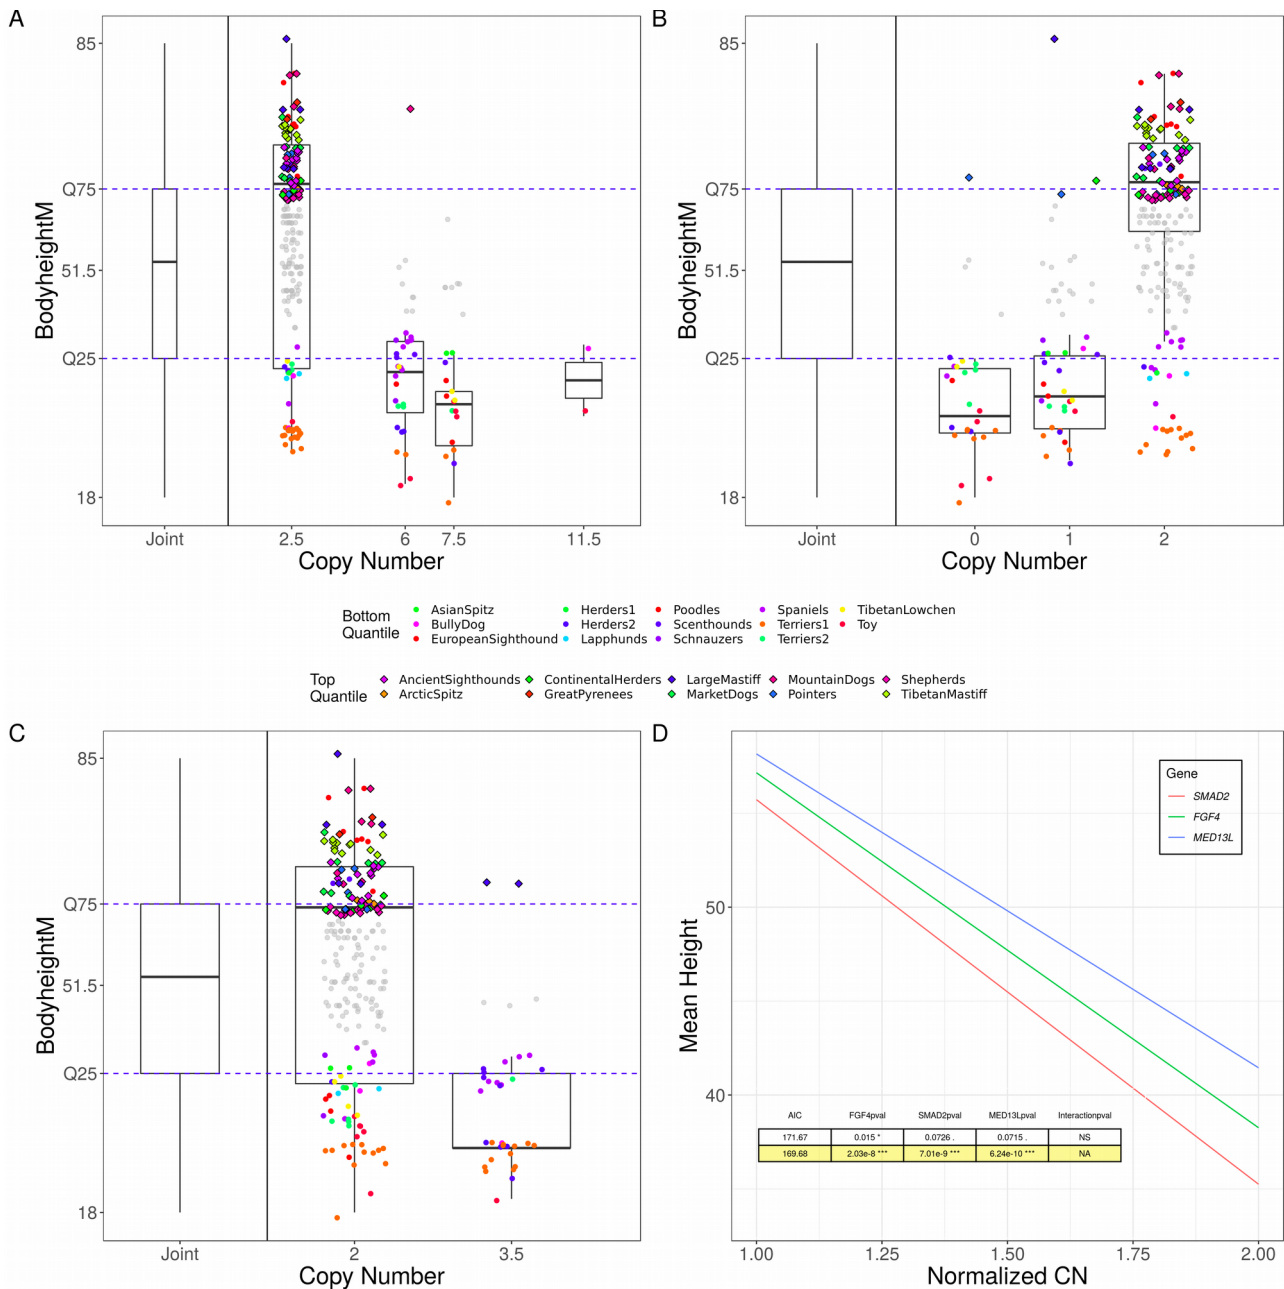 A
BodyheightM
85
Q75
51.5
Q25
18
Joint
2.5
6
7.5
11.5
Copy Number
B
BodyheightM
85
Q75
51.5
Q25
18
Joint
0
1
2
Copy Number
Bottom Quantile
AsianSpitz
BullyDog
EuropeanSighthound
Herders1
Herders2
Lapphunds
Poodles
Scenthounds
Schnauzers
Spaniels
Terriers1
Terriers2
TibetanLowchen
Toy
Top Quantile
AncientSighthounds
ArcticSpitz
ContinentalHerders
GreatPyrenees
LargeMastiff
MarketDogs
MountainDogs
Pointers
Shepherds
TibetanMastiff
C
BodyheightM
85
Q75
51.5
Q25
18
Joint
2
3.5
Copy Number
D
Mean Height
50
40
Gene
SMAD2
FGF4
MED13L
AIC FGF4pval SMAD2pval MED13Lpval Interactionpval
171.67 0.015 * 0.0726 . 0.0715 . NS
169.68 2.03e-8 *** 7.01e-9 *** 6.24e-10 *** NA
1.00
1.25
1.50
1.75
2.00
Normalized CN